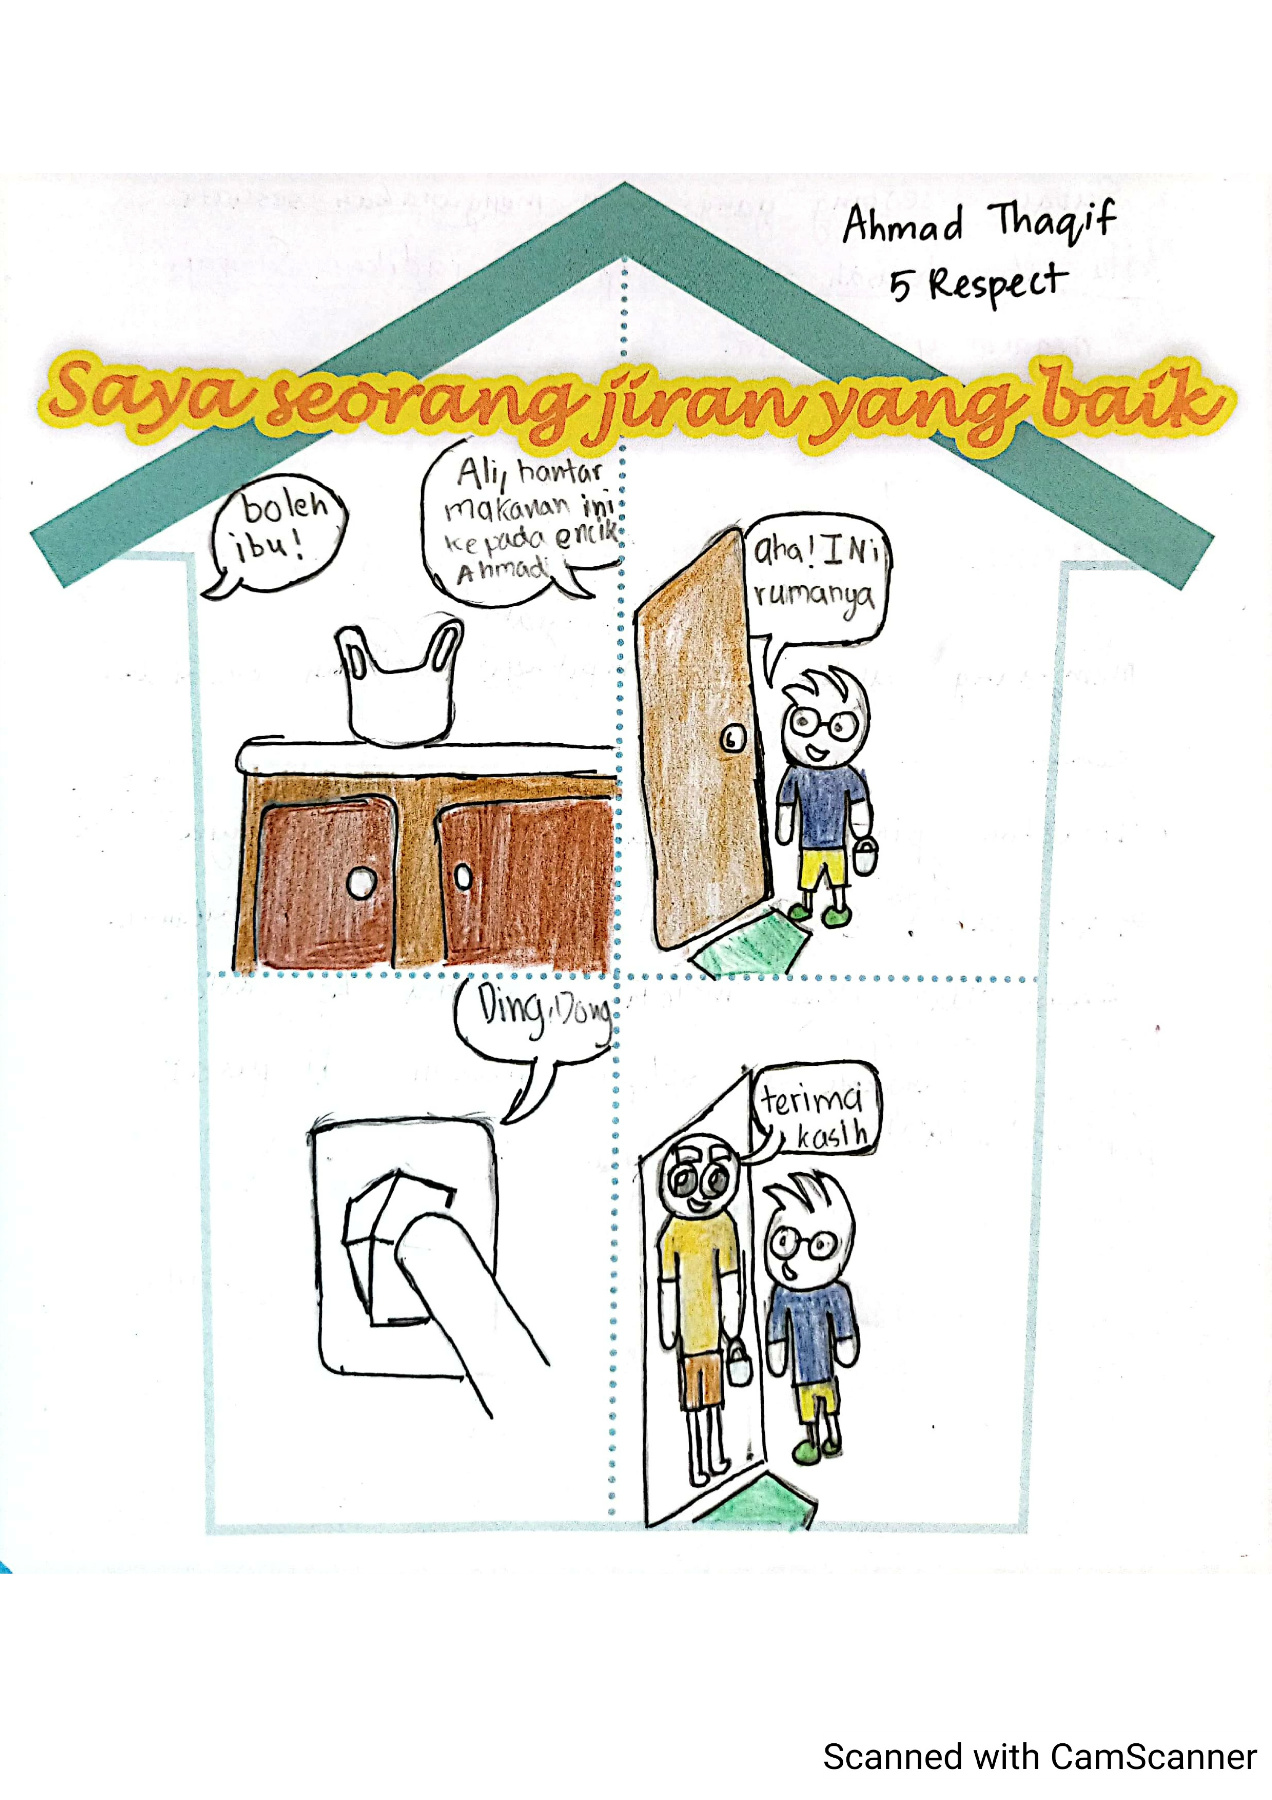 Ahmad Thaqif
5 Respect
Saya seorang jiran yang baik
boleh
ibu!
Ali, hantar
makanan ini
kepada encik
Ahmad
aha! INi
rumanya
Ding, Dong
terima
kasih
Scanned with CamScanner